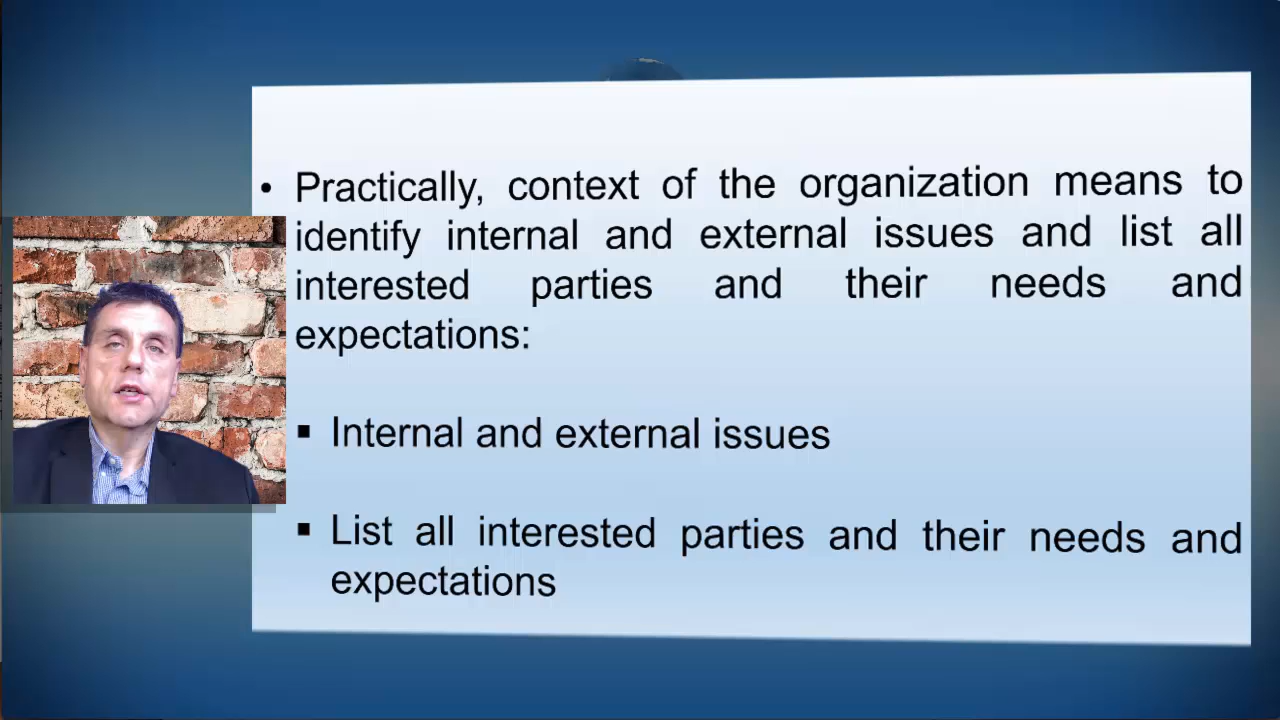 • Practically, context of the organization means to
identify internal and external issues and list all
interested parties and their needs and
expectations:
▪ Internal and external issues
▪ List all interested parties and their needs and
expectations